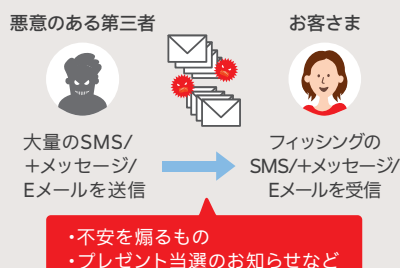 悪意のある第三者
お客さま
大量のSMS/
+メッセージ/
Eメールを送信
フィッシングの
SMS/+メッセージ/
Eメールを受信
・不安を煽るもの
・プレゼント当選のお知らせなど